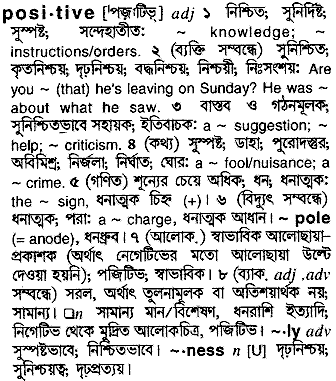 posi·tive ['পজ়াটিভ্] adj ১ নিশ্চিত; সুনির্দিষ্ট;
সুস্পষ্ট; সন্দেহাতীত: ~ knowledge; ~
instructions/orders. ২ (ব্যক্তি সম্বন্ধে) সুনিশ্চিত;
কৃতনিশ্চয়; দৃঢ়নিশ্চয়; বদ্ধনিশ্চয়; নিশ্চয়ী; নিঃসংশয়: Are
you ~ (that) he's leaving on Sunday? He was ~
about what he saw. ৩ বাস্তব ও গঠনমূলক;
সুনিশ্চিতভাবে সহায়ক; ইতিবাচক: a ~ suggestion; ~
help; ~ criticism. ৪ (কথ্য) সুস্পষ্ট; ডাহা; পুরোদস্তুর;
অবিমিশ্র; নির্জলা; নির্ঘাত; ঘোর: a ~ fool/nuisance; a
~ crime. ৫ (গণিত) শূন্যের চেয়ে অধিক; ধন; ধনাত্মক:
the ~ sign, ধনাত্মক চিহ্ন (+)। ৬ (বিদ্যুৎ সম্বন্ধে)
ধনাত্মক; পরা: a ~ charge, ধনাত্মক আধান। ~ pole
(= anode), ধনধ্রুব। ৭ (আলোক.) স্বাভাবিক আলোছায়া-
প্রকাশক (অর্থাৎ নেগেটিভের মতো আলোছায়া উল্টে
দেওয়া হয়নি); পজিটিভ; স্বাভাবিক। ৮ (ব্যাক. adj .adv
সম্বন্ধে) সরল, অর্থাৎ তুলনামূলক বা অতিশয়ার্থক নয়;
সামান্য। □n সামান্য মান/বিশেষণ, ধনরাশি ইত্যাদি;
নিগেটিভ থেকে মুদ্রিত আলোকচিত্র, পজিটিভ। ~·ly adv
সুস্পষ্টভাবে; নিশ্চিতভাবে। ~·ness n [U] দৃঢ়নিশ্চয়;
সুনিশ্চয়ত্ব; দৃঢ়প্রত্যয়।